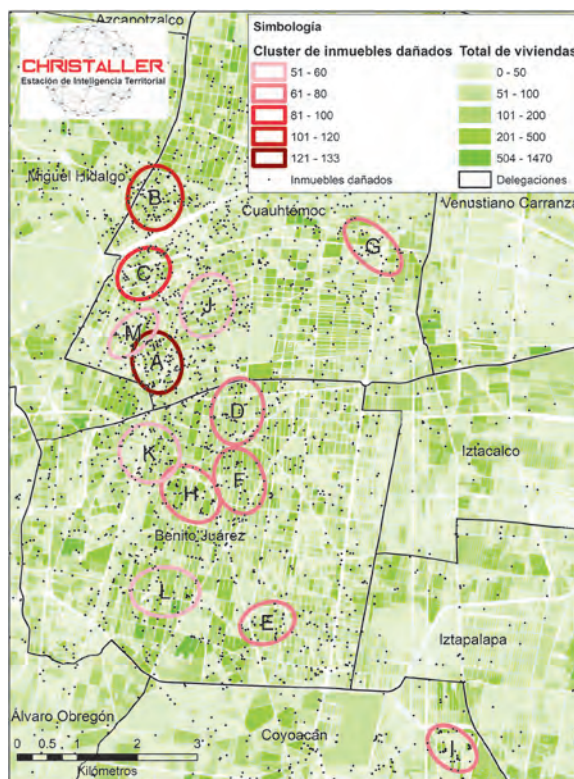 Azcapotzalco
CHRISTALLER
Estación de Inteligencia Territorial
Simbología
Cluster de inmuebles dañados
51 - 60
61 - 80
81 - 100
101 - 120
121 - 133
Inmuebles dañados
Total de viviendas
0 - 50
51 - 100
101 - 200
201 - 500
504 - 1470
Delegaciones
Miguel Hidalgo
B
Cuauhtémoc
Venustiano Carranza
G
C
J
M
A
D
K
F
H
Iztacalco
Benito Juárez
L
E
Iztapalapa
Álvaro Obregón
Coyoacán
I
0 0.5 1 2 3
Kilómetros